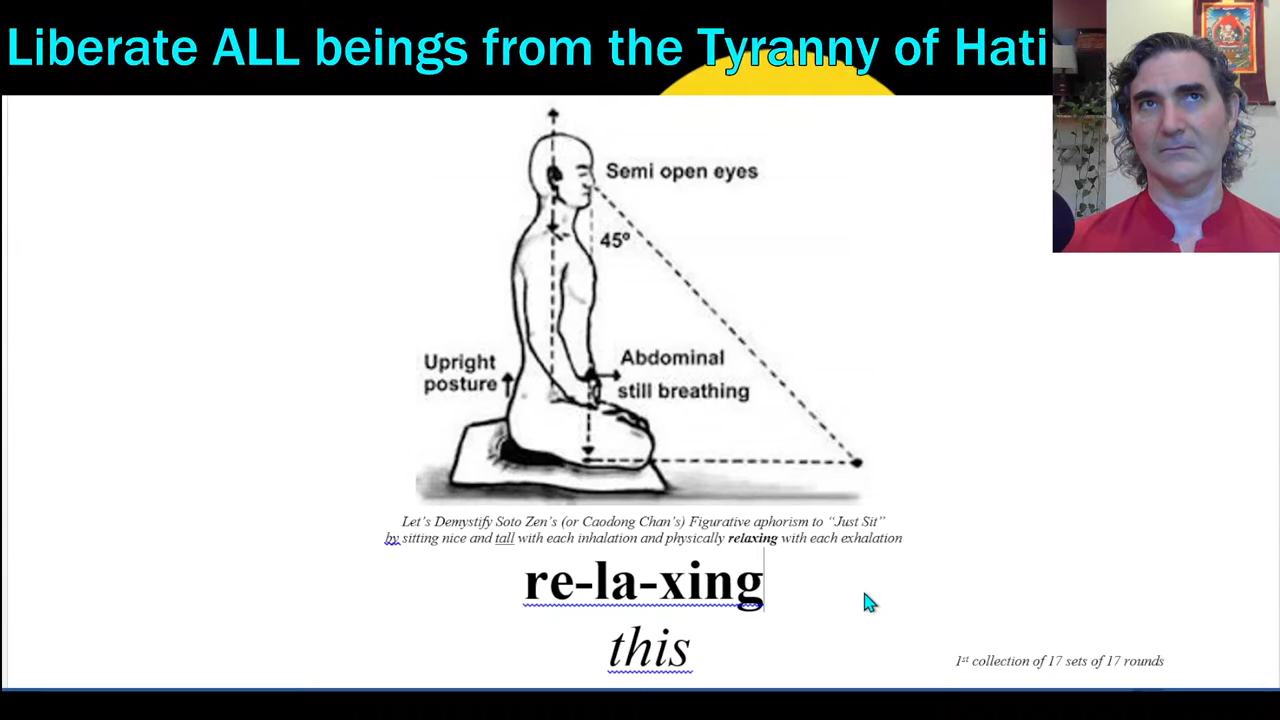 Liberate ALL beings from the Tyranny of Hati
Semi open eyes
45º
Upright
posture
Abdominal
still breathing
Let’s Demystify Soto Zen’s (or Caodong Chan’s) Figurative aphorism to “Just Sit”
by sitting nice and tall with each inhalation and physically relaxing with each exhalation
re-la-xing
this
1st collection of 17 sets of 17 rounds